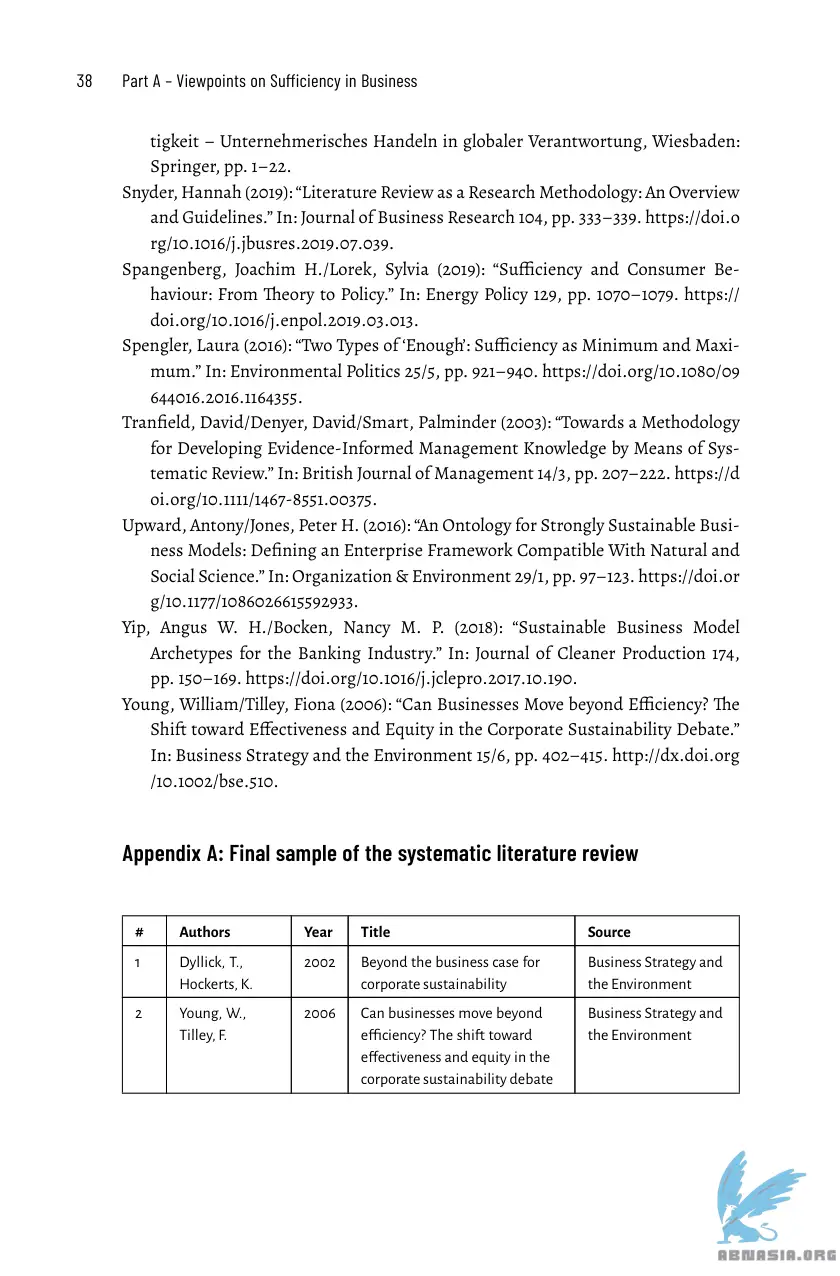 38 Part A – Viewpoints on Sufficiency in Business
tigkeit – Unternehmerisches Handeln in globaler Verantwortung, Wiesbaden:
Springer, pp. 1–22.
Snyder, Hannah (2019): “Literature Review as a Research Methodology: An Overview
and Guidelines.” In: Journal of Business Research 104, pp. 333–339. https://doi.o
rg/10.1016/j.jbusres.2019.07.039.
Spangenberg, Joachim H./Lorek, Sylvia (2019): “Sufficiency and Consumer Be-
haviour: From Theory to Policy.” In: Energy Policy 129, pp. 1070–1079. https://
doi.org/10.1016/j.enpol.2019.03.013.
Spengler, Laura (2016): “Two Types of ‘Enough’: Sufficiency as Minimum and Maxi-
mum.” In: Environmental Politics 25/5, pp. 921–940. https://doi.org/10.1080/09
644016.2016.1164355.
Tranfield, David/Denyer, David/Smart, Palminder (2003): “Towards a Methodology
for Developing Evidence-Informed Management Knowledge by Means of Sys-
tematic Review.” In: British Journal of Management 14/3, pp. 207–222. https://d
oi.org/10.1111/1467-8551.00375.
Upward, Antony/Jones, Peter H. (2016): “An Ontology for Strongly Sustainable Busi-
ness Models: Defining an Enterprise Framework Compatible With Natural and
Social Science.” In: Organization & Environment 29/1, pp. 97–123. https://doi.or
g/10.1177/1086026615592933.
Yip, Angus W. H./Bocken, Nancy M. P. (2018): “Sustainable Business Model
Archetypes for the Banking Industry.” In: Journal of Cleaner Production 174,
pp. 150–169. https://doi.org/10.1016/j.jclepro.2017.10.190.
Young, William/Tilley, Fiona (2006): “Can Businesses Move beyond Efficiency? The
Shift toward Effectiveness and Equity in the Corporate Sustainability Debate.”
In: Business Strategy and the Environment 15/6, pp. 402–415. http://dx.doi.org
/10.1002/bse.510.
Appendix A: Final sample of the systematic literature review
# Authors Year Title Source
1 Dyllick, T., 2002 Beyond the business case for Business Strategy and
Hockerts, K. corporate sustainability the Environment
2 Young, W., 2006 Can businesses move beyond Business Strategy and
Tilley, F. efficiency? The shift toward the Environment
effectiveness and equity in the
corporate sustainability debate
ABNASIA.ORG